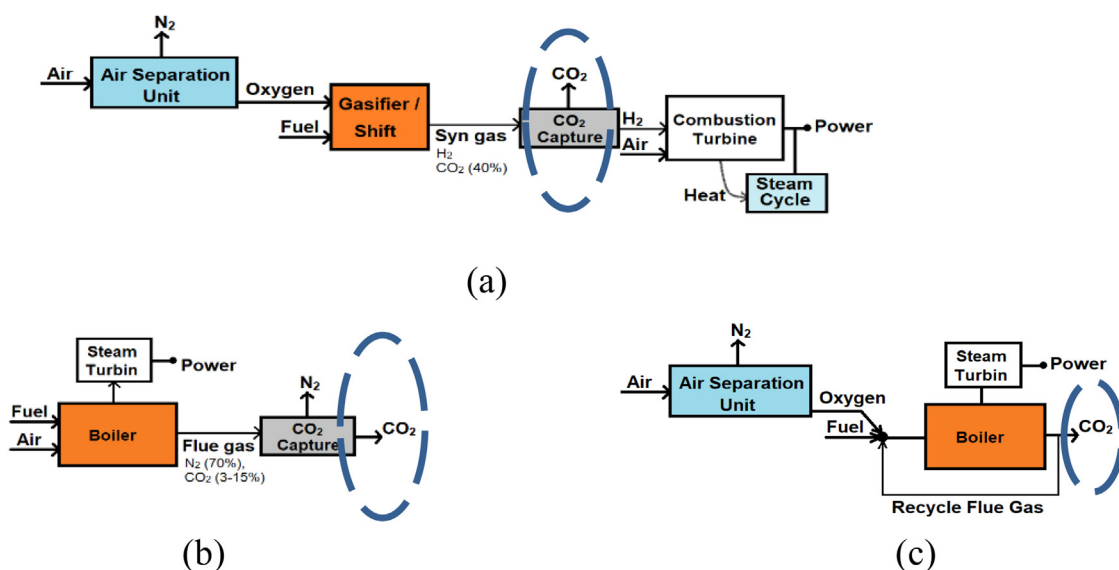 N2
Air
Air Separation
Unit
Oxygen
Fuel
Gasifier /
Shift
Syn gas
H2
CO2 (40%)
CO2
CO2
Capture
H2
Air
Combustion
Turbine
Power
Heat
Steam
Cycle
(a)
Steam
Turbin
Power
Fuel
Air
Boiler
Flue gas
N2 (70%),
CO2 (3-15%)
N2
CO2
Capture
CO2
(b)
N2
Air
Air Separation
Unit
Oxygen
Fuel
Steam
Turbin
Power
Boiler
CO2
Recycle Flue Gas
(c)